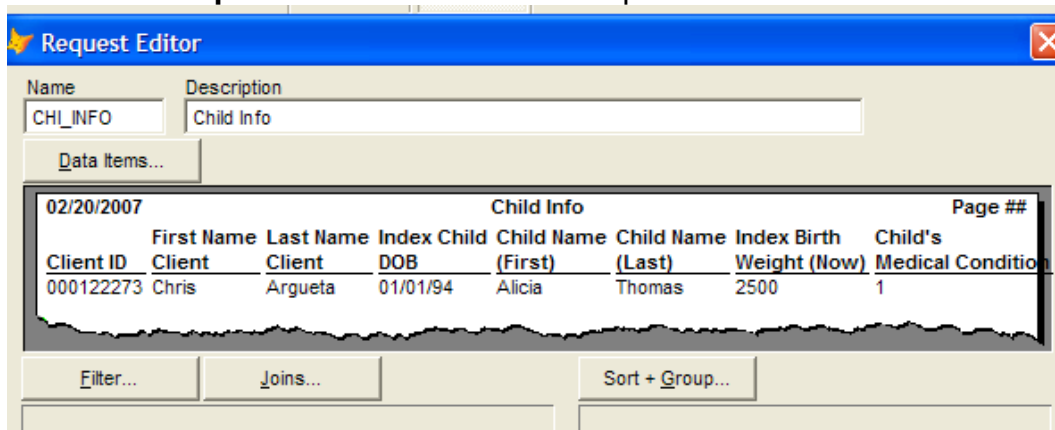 Request Editor
Name Description
CHI_INFO Child Info
Data Items...
02/20/2007 Child Info Page ##
First Name Last Name Index Child Child Name Child Name Index Birth Child's
Client ID Client Client DOB (First) (Last) Weight (Now) Medical Condition
000122273 Chris Argueta 01/01/94 Alicia Thomas 2500 1
Filter... Joins... Sort + Group...